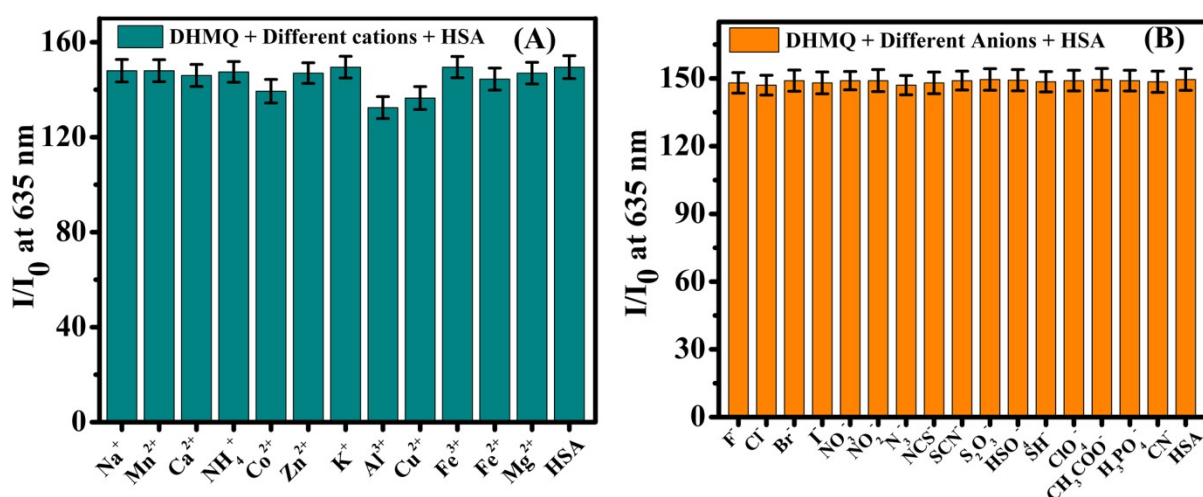 DHMQ + Different cations + HSA (A)
I/I₀ at 635 nm
160
120
80
40
0
Na⁺ Mn²⁺ Ca²⁺ NH₄⁺ Co²⁺ Zn²⁺ K⁺ Al³⁺ Cu²⁺ Fe³⁺ Fe²⁺ Mg²⁺ HSA
DHMQ + Different Anions + HSA (B)
I/I₀ at 635 nm
150
120
90
60
30
0
F⁻ Cl⁻ Br⁻ I⁻ NO₃⁻ NO₂⁻ N₃⁻ NCS⁻ SCN⁻ S₂O₃⁻ HSO₄⁻ SH⁻ ClO₄⁻ CH₃COO⁻ H₃PO₄⁻ CN⁻ HSA